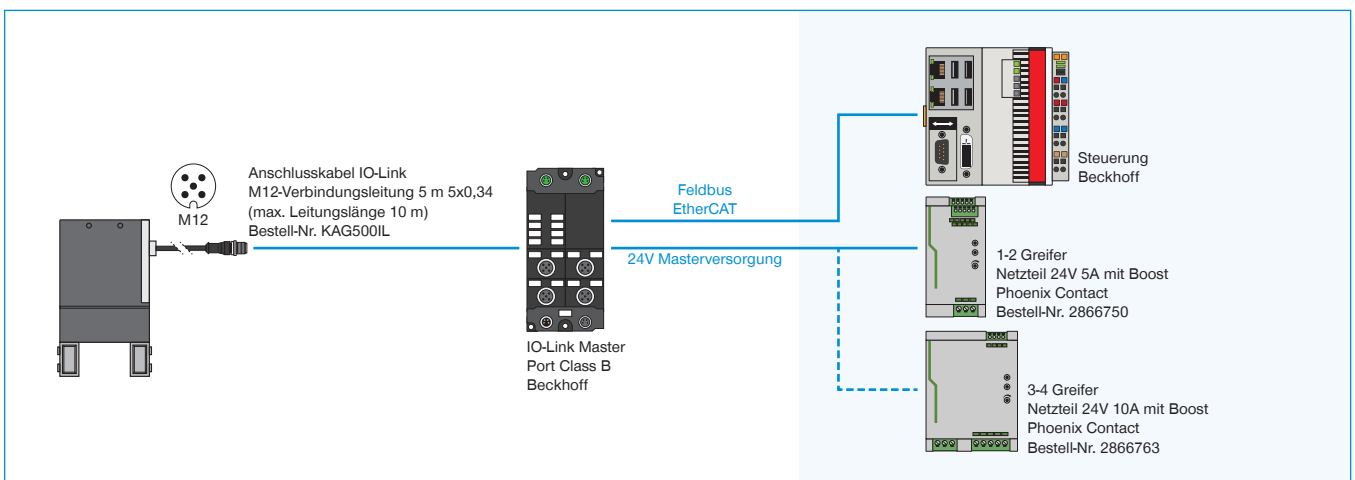 Anschlusskabel IO-Link
M12-Verbindungsleitung 5 m 5x0,34
(max. Leitungslänge 10 m)
Bestell-Nr. KAG500IL
M12
IO-Link Master
Port Class B
Beckhoff
Feldbus
EtherCAT
24V Masterversorgung
Steuerung
Beckhoff
1-2 Greifer
Netzteil 24V 5A mit Boost
Phoenix Contact
Bestell-Nr. 2866750
3-4 Greifer
Netzteil 24V 10A mit Boost
Phoenix Contact
Bestell-Nr. 2866763